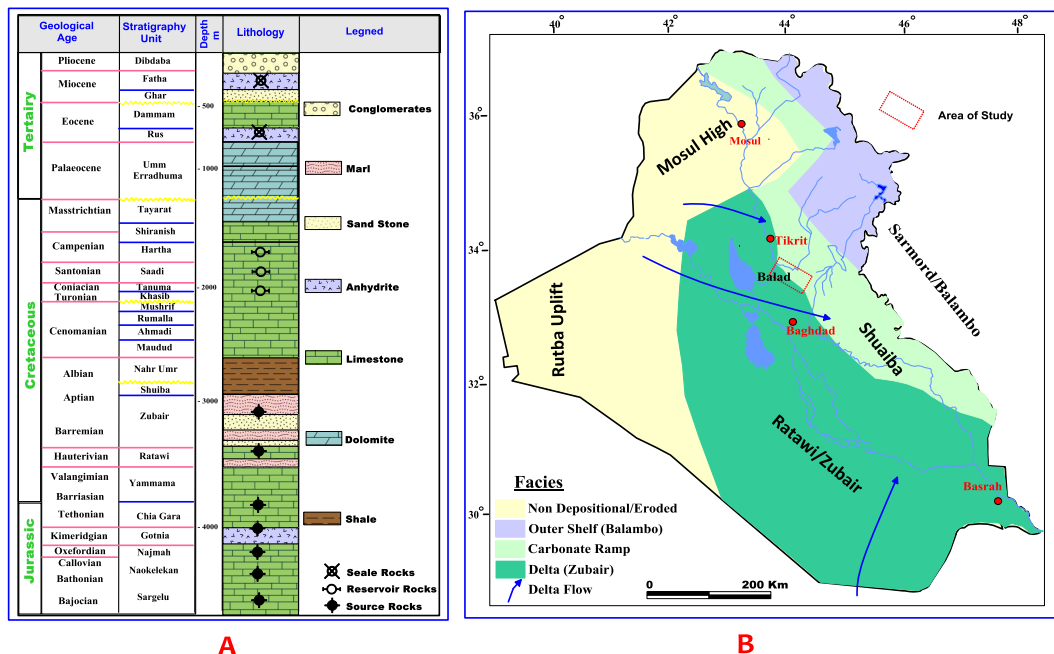 Geological
Age
Stratigraphy
Unit
Depth
m
Lithology
Legned
Tertairy
Cretaceous
Jurassic
Pliocene
Dibdaba
Miocene
Fatha
Ghar
Eocene
Dammam
Rus
Palaeocene
Umm
Erradhuma
Masstrichtian
Tayarat
Shiranish
Campenian
Hartha
Santonian
Saadi
Coniacian
Tanuma
Turonian
Khasib
Mushrif
Cenomanian
Rumalla
Ahmadi
Maudud
Albian
Nahr Umr
Shuiba
Aptian
Zubair
Barremian
Hauterivian
Ratawi
Valangimian
Yammama
Barriasian
Tethonian
Chia Gara
Kimeridgian
Gotnia
Oxefordian
Najmah
Callovian
Naokelekan
Bathonian
Bajocian
Sargelu
- 500
- 1000
- 2000
- 3000
- 4000
Conglomerates
Marl
Sand Stone
Anhydrite
Limestone
Dolomite
Shale
Seale Rocks
Reservoir Rocks
Source Rocks
A
40°
42°
44°
46°
48°
36°
34°
32°
30°
Area of Study
Mosul High
Mosul
Tikrit
Balad
Baghdad
Sarmord/Balambo
Shuaiba
Rutba Uplift
Ratawi/Zubair
Basrah
Facies
Non Depositional/Eroded
Outer Shelf (Balambo)
Carbonate Ramp
Delta (Zubair)
Delta Flow
0
200 Km
B